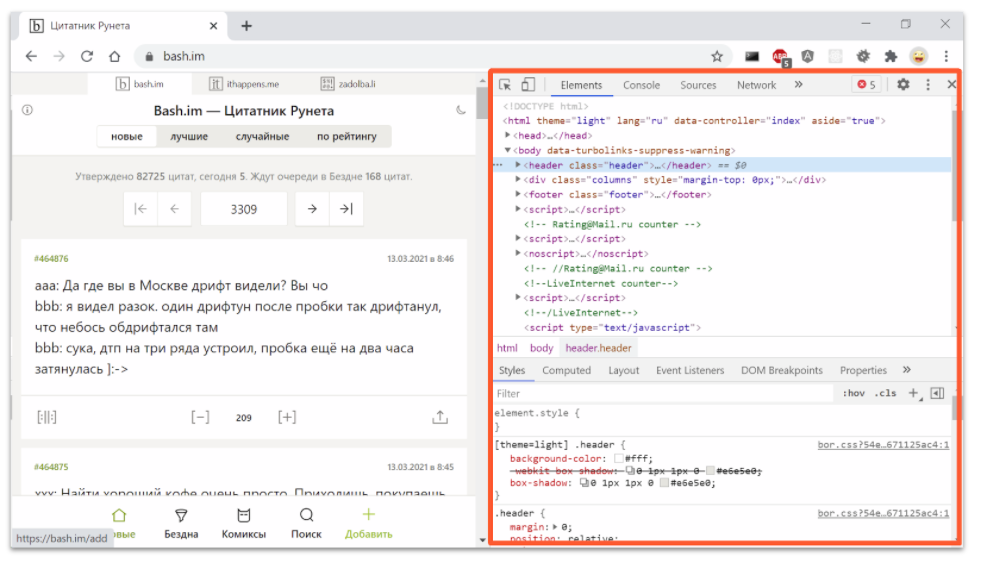 Цитатник Рунета
bash.im
5
bash.im
ithappens.me
zadolba.li
Bash.im — Цитатник Рунета
новые лучшие случайные по рейтингу
Утверждено 82725 цитат, сегодня 5. Ждут очереди в Бездне 168 цитат.
|← ← 3309 → →|
#464876 13.03.2021 в 8:46
aaa: Да где вы в Москве дрифт видели? Вы чо
bbb: я видел разок. один дрифтун после пробки так дрифтанул,
что небось обдрифтался там
bbb: сука, дтп на три ряда устроил, пробка ещё на два часа
затянулась ]:->
[:||:] [−] 209 [+]
#464875 13.03.2021 в 8:45
xxx: Найти хороший кофе очень просто. Приходишь, покупаешь
овые Бездна Комиксы Поиск Добавить
https://bash.im/add
Elements Console Sources Network » 5
<!DOCTYPE html>
<html theme="light" lang="ru" data-controller="index" aside="true">
<head>…</head>
<body data-turbolinks-suppress-warning>
<header class="header">…</header> == $0
<div class="columns" style="margin-top: 0px;">…</div>
<footer class="footer">…</footer>
<script>…</script>
<!-- Rating@Mail.ru counter -->
<script>…</script>
<noscript>…</noscript>
<!-- //Rating@Mail.ru counter -->
<!--LiveInternet counter-->
<script>…</script>
<!--/LiveInternet-->
<script type="text/javascript">
html body header.header
Styles Computed Layout Event Listeners DOM Breakpoints Properties »
Filter :hov .cls +
element.style {
}
[theme=light] .header { bor.css?54e…671125ac4:1
background-color: #fff;
-webkit-box-shadow: 0 1px 1px 0 #e6e5e0;
box-shadow: 0 1px 1px 0 #e6e5e0;
}
.header { bor.css?54e…671125ac4:1
margin: 0;
position: relative;